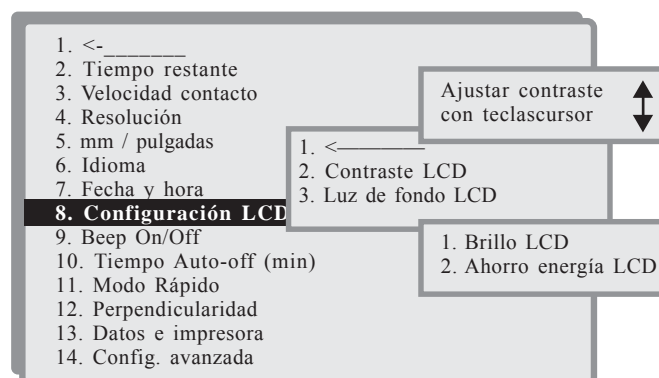 1. <-_______
2. Tiempo restante
3. Velocidad contacto
4. Resolución
5. mm / pulgadas
6. Idioma
7. Fecha y hora
8. Configuración LCD
9. Beep On/Off
10. Tiempo Auto-off (min)
11. Modo Rápido
12. Perpendicularidad
13. Datos e impresora
14. Config. avanzada
1. <————
2. Contraste LCD
3. Luz de fondo LCD
Ajustar contraste
con teclascursor
1. Brillo LCD
2. Ahorro energía LCD